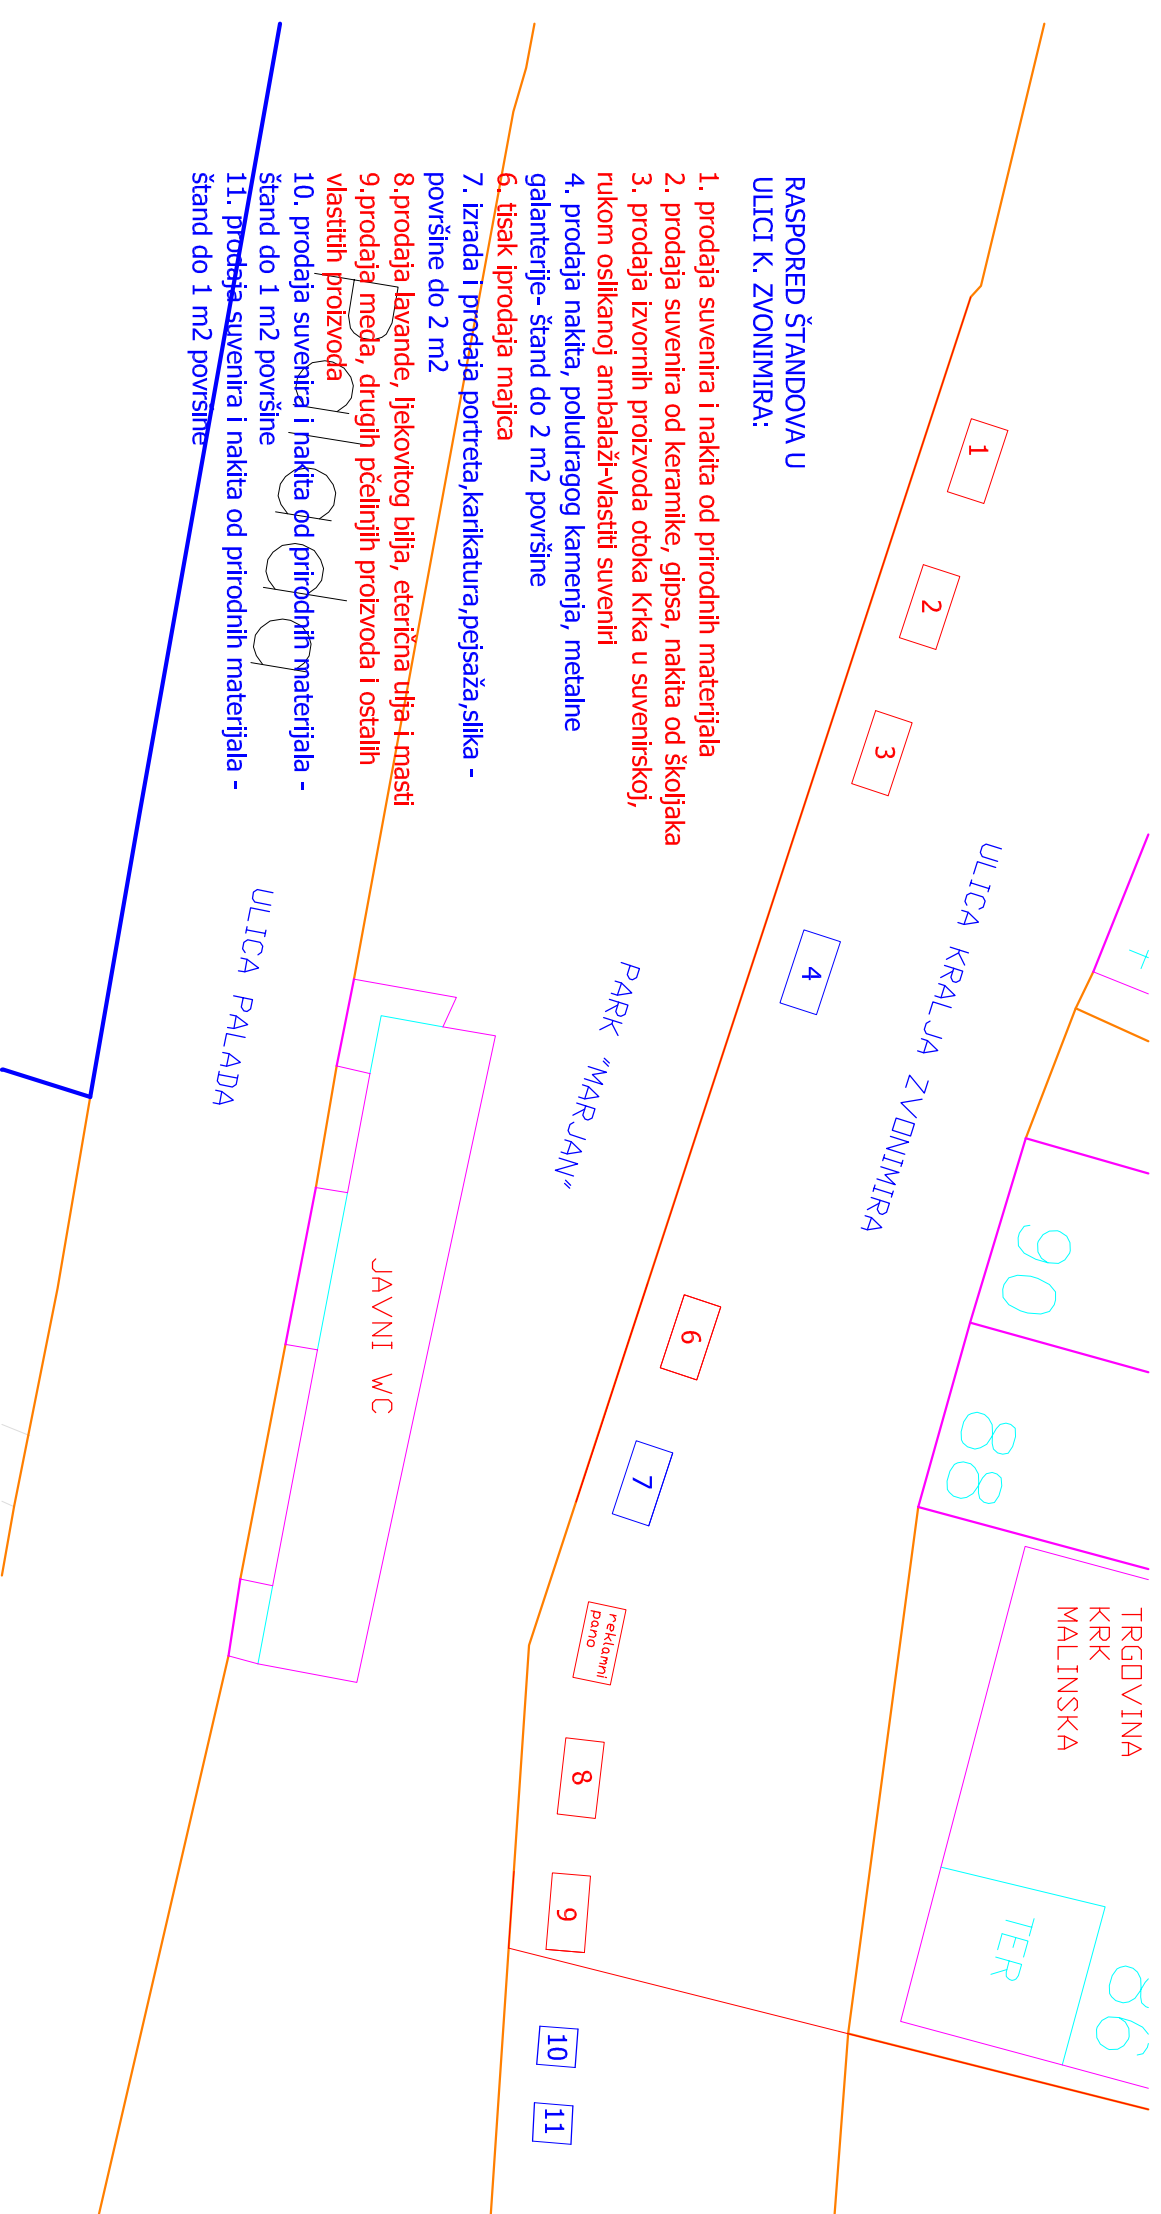 RASPORED ŠTANDOVA U
ULICI K. ZVONIMIRA:
1. prodaja suvenira i nakita od prirodnih materijala
2. prodaja suvenira od keramike, gipsa, nakita od školjaka
3. prodaja izvornih proizvoda otoka Krka u suvenirskoj,
rukom oslikanoj ambalaži-vlastiti suveniri
4. prodaja nakita, poludragog kamenja, metalne
galanterije- štand do 2 m2 površine
6. tisak iprodaja majica
7. izrada i prodaja portreta,karikatura,pejsaža,slika -
površine do 2 m2
8.prodaja lavande, ljekovitog bilja, eterična ulja i masti
9.prodaja meda, drugih pčelinjih proizvoda i ostalih
vlastitih proizvoda
10. prodaja suvenira i nakita od prirodnih materijala -
štand do 1 m2 površine
11. prodaja suvenira i nakita od prirodnih materijala -
štand do 1 m2 površine
Palada
1
2
3
4
6
7
reklamni
pano
8
9
10
11
ULICA KRALJA ZVONIMIRA
PARK "MARJAN"
ULICA PALADA
JAVNI WC
90
88
TRGOVINA
KRK
MALINSKA
TER
86